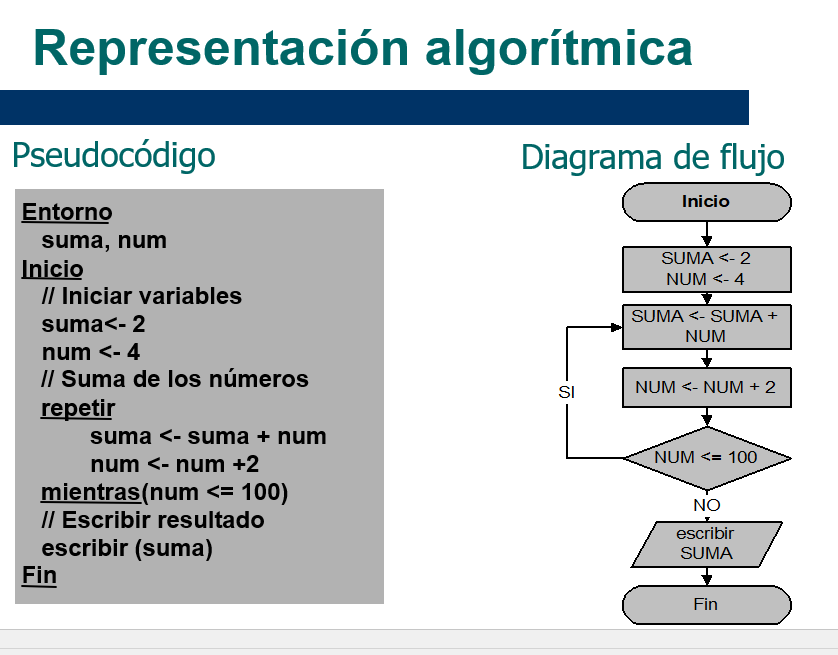 Representación algorítmica
Pseudocódigo
Entorno
suma, num
Inicio
// Iniciar variables
suma<- 2
num <- 4
// Suma de los números
repetir
suma <- suma + num
num <- num +2
mientras(num <= 100)
// Escribir resultado
escribir (suma)
Fin
Diagrama de flujo
Inicio
SUMA <- 2
NUM <- 4
SUMA <- SUMA +
NUM
SI
NUM <- NUM + 2
NUM <= 100
NO
escribir
SUMA
Fin